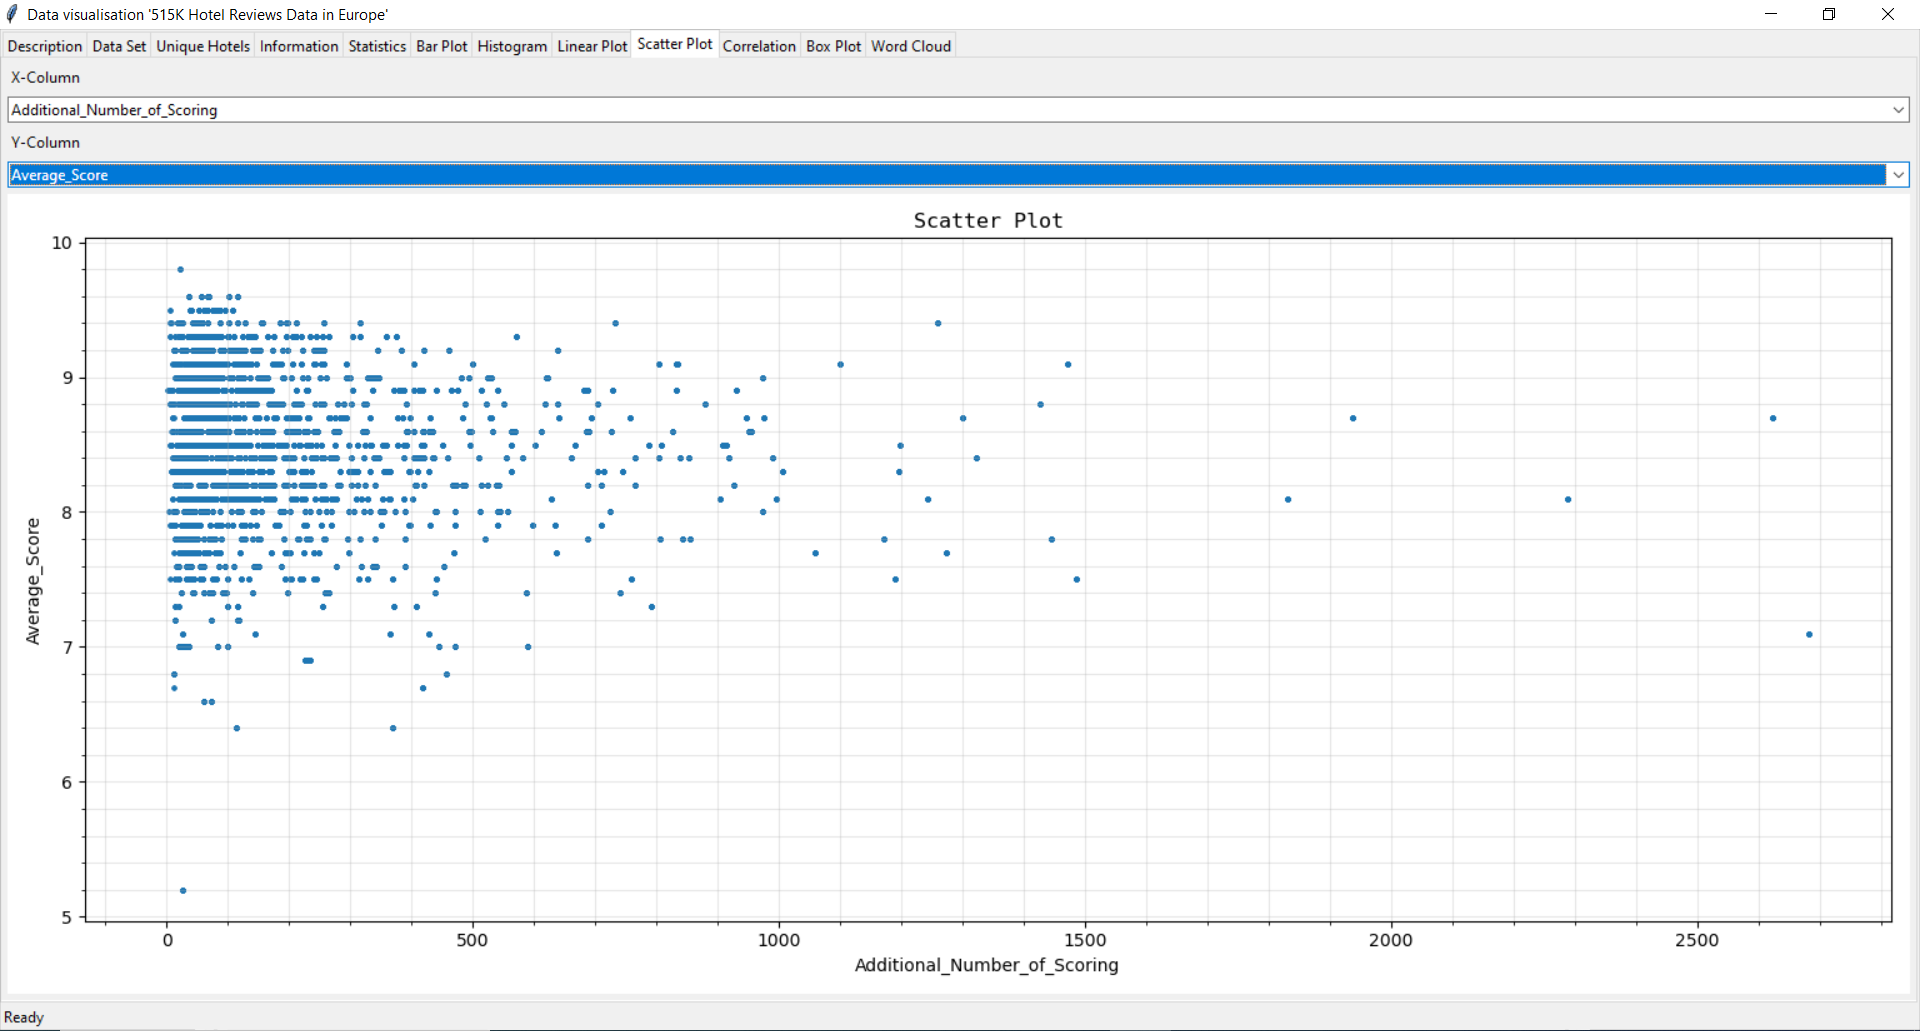 Data visualisation '515K Hotel Reviews Data in Europe'
Description Data Set Unique Hotels Information Statistics Bar Plot Histogram Linear Plot Scatter Plot Correlation Box Plot Word Cloud
X-Column
Additional_Number_of_Scoring
Y-Column
Average_Score
Scatter Plot
10
9
8
7
6
5
Average_Score
0 500 1000 1500 2000 2500
Additional_Number_of_Scoring
Ready